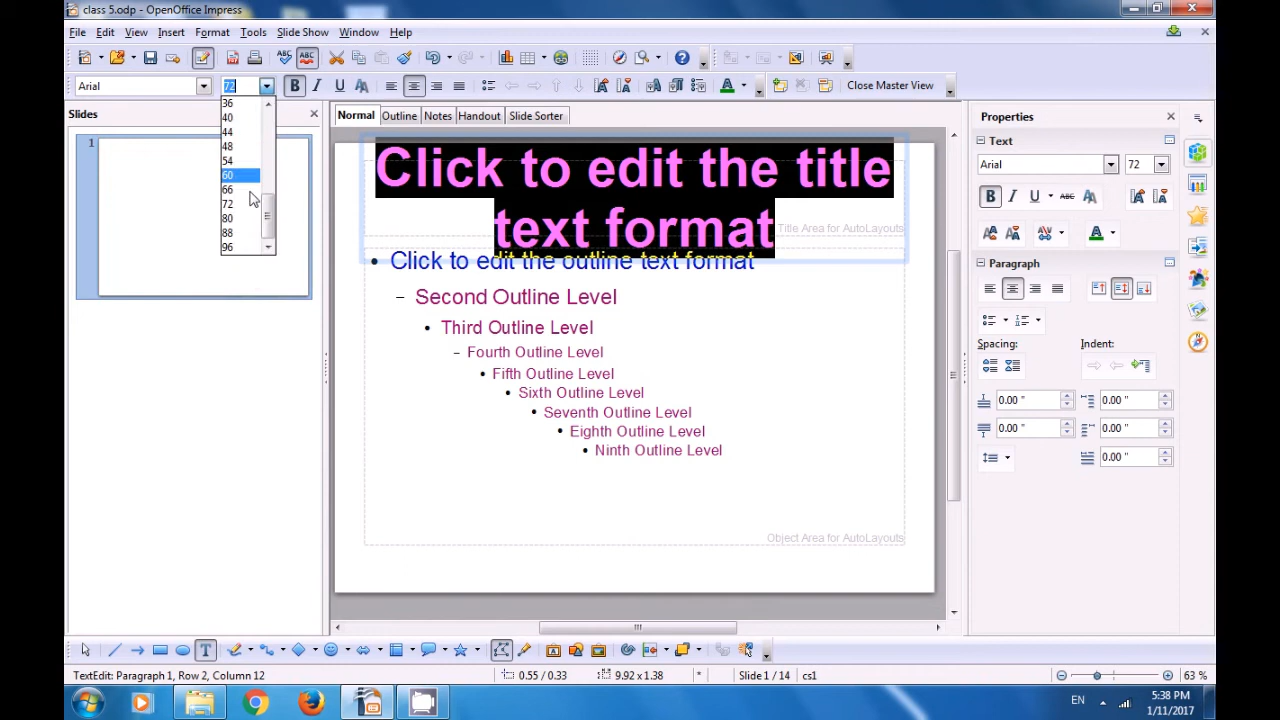 class 5.odp - OpenOffice Impress
File Edit View Insert Format Tools Slide Show Window Help
Arial 72 Close Master View
36
40
44
48
54
60
66
72
80
88
96
Slides
1
Normal Outline Notes Handout Slide Sorter
Click to edit the title
text format
Title Area for AutoLayouts
Click to edit the outline text format
Second Outline Level
Third Outline Level
Fourth Outline Level
Fifth Outline Level
Sixth Outline Level
Seventh Outline Level
Eighth Outline Level
Ninth Outline Level
Object Area for AutoLayouts
Properties
Text
Arial 72
Paragraph
Spacing: Indent:
0.00 " 0.00 "
0.00 " 0.00 "
0.00 "
TextEdit: Paragraph 1, Row 2, Column 12 0.55 / 0.33 9.92 x 1.38 * Slide 1 / 14 cs1 63 %
EN 5:38 PM
1/11/2017